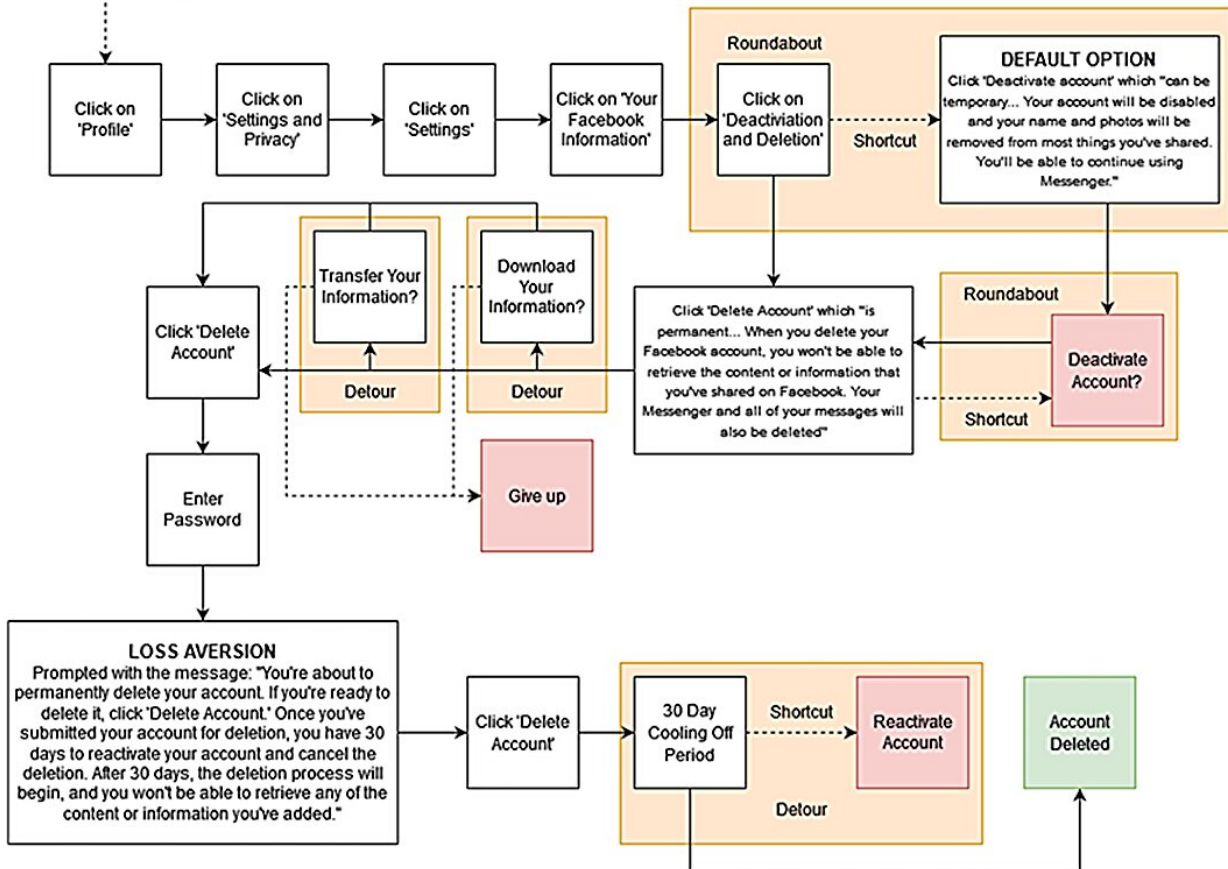 Click on
'Profile'
Click on
'Settings and
Privacy'
Click on
'Settings'
Click on 'Your
Facebook
Information'
Roundabout
Click on
'Deactiviation
and Deletion'
Shortcut
DEFAULT OPTION
Click 'Deactivate account' which "can be
temporary... Your account will be disabled
and your name and photos will be
removed from most things you've shared.
You'll be able to continue using
Messenger."
Click 'Delete
Account'
Transfer Your
Information?
Detour
Download
Your
Information?
Detour
Click 'Delete Account' which "is
permanent... When you delete your
Facebook account, you won't be able to
retrieve the content or information that
you've shared on Facebook. Your
Messenger and all of your messages will
also be deleted"
Roundabout
Deactivate
Account?
Shortcut
Enter
Password
Give up
LOSS AVERSION
Prompted with the message: "You're about to
permanently delete your account. If you're ready to
delete it, click 'Delete Account.' Once you've
submitted your account for deletion, you have 30
days to reactivate your account and cancel the
deletion. After 30 days, the deletion process will
begin, and you won't be able to retrieve any of the
content or information you've added."
Click 'Delete
Account'
30 Day
Cooling Off
Period
Shortcut
Reactivate
Account
Detour
Account
Deleted